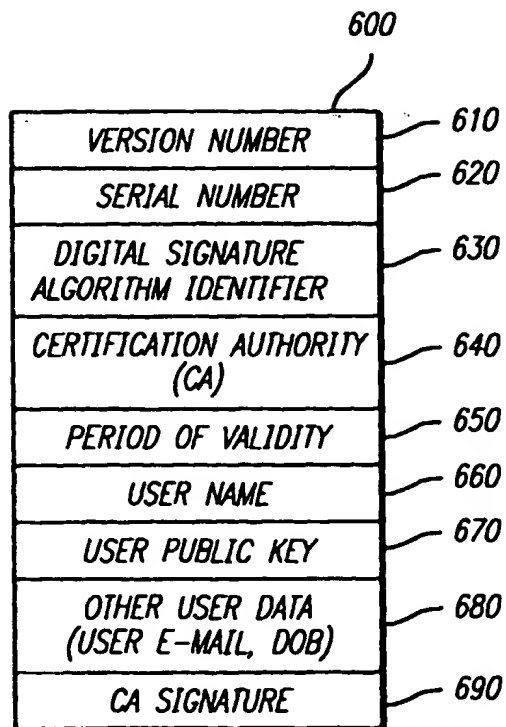 600
VERSION NUMBER 610
SERIAL NUMBER 620
DIGITAL SIGNATURE
ALGORITHM IDENTIFIER 630
CERTIFICATION AUTHORITY
(CA) 640
PERIOD OF VALIDITY 650
USER NAME 660
USER PUBLIC KEY 670
OTHER USER DATA
(USER E-MAIL, DOB) 680
CA SIGNATURE 690